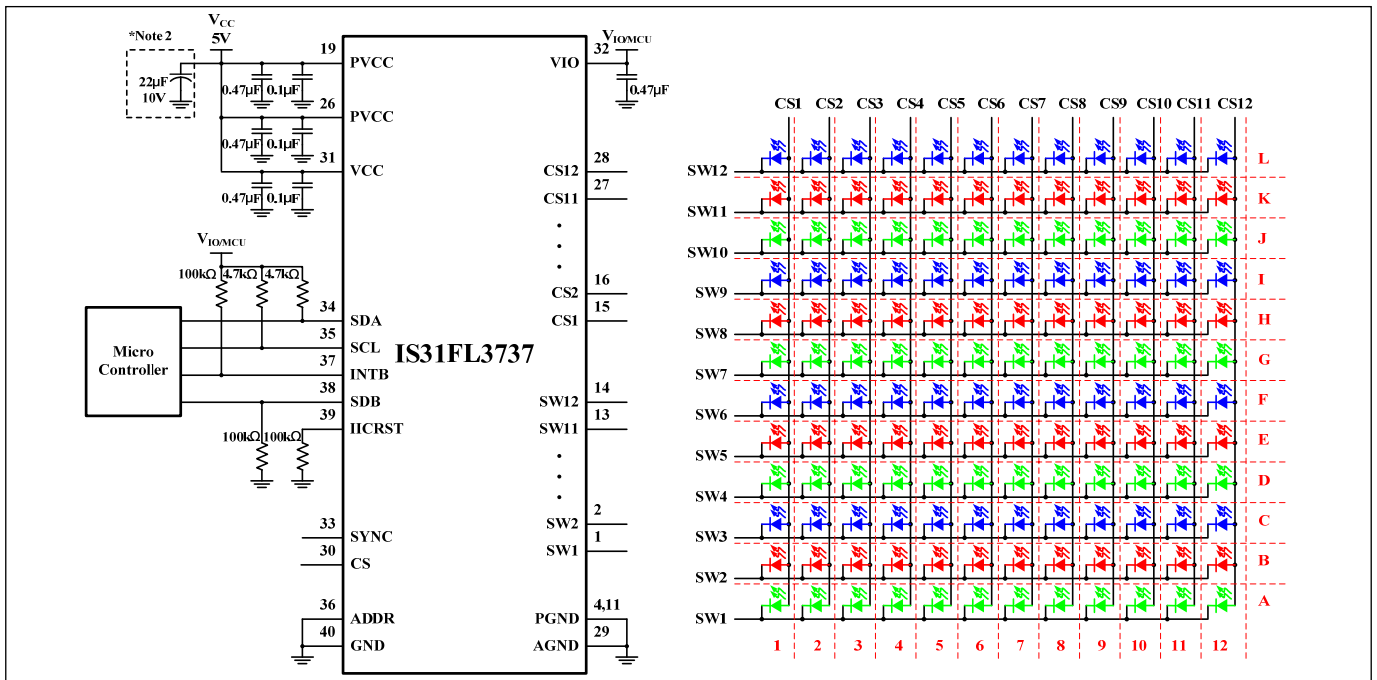 *Note 2
VCC
5V
22μF
10V
0.47μF
0.1μF
0.47μF
0.1μF
0.47μF
0.1μF
19
PVCC
26
PVCC
31
VCC
VIO/MCU
100kΩ
4.7kΩ
4.7kΩ
Micro
Controller
34
SDA
35
SCL
37
INTB
38
SDB
39
IICRST
100kΩ
100kΩ
33
SYNC
30
CS
36
ADDR
40
GND
IS31FL3737
VIO/MCU
32
VIO
0.47μF
28
CS12
27
CS11
16
CS2
15
CS1
14
SW12
13
SW11
2
SW2
1
SW1
4,11
PGND
29
AGND
CS1 CS2 CS3 CS4 CS5 CS6 CS7 CS8 CS9 CS10 CS11 CS12
SW12 L
SW11 K
SW10 J
SW9 I
SW8 H
SW7 G
SW6 F
SW5 E
SW4 D
SW3 C
SW2 B
SW1 A
1 2 3 4 5 6 7 8 9 10 11 12